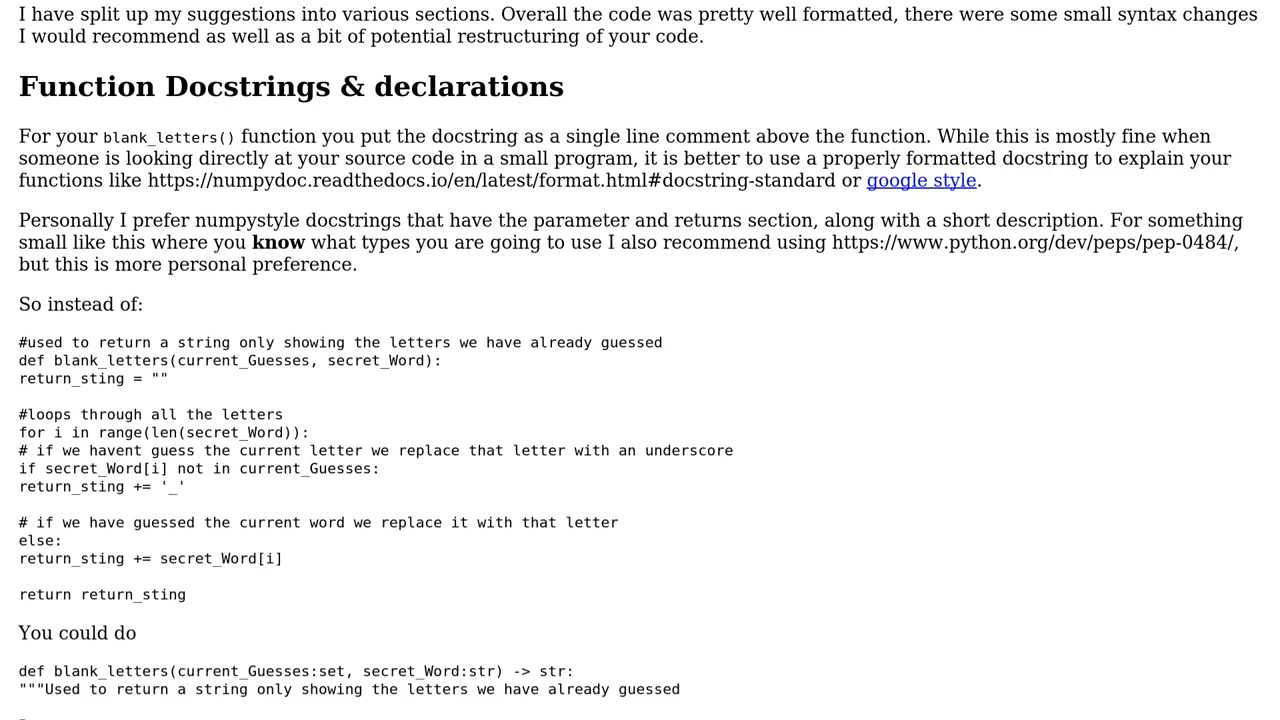 I have split up my suggestions into various sections. Overall the code was pretty well formatted, there were some small syntax changes
I would recommend as well as a bit of potential restructuring of your code.
Function Docstrings & declarations
For your blank_letters() function you put the docstring as a single line comment above the function. While this is mostly fine when
someone is looking directly at your source code in a small program, it is better to use a properly formatted docstring to explain your
functions like https://numpydoc.readthedocs.io/en/latest/format.html#docstring-standard or google style.
Personally I prefer numpystyle docstrings that have the parameter and returns section, along with a short description. For something
small like this where you know what types you are going to use I also recommend using https://www.python.org/dev/peps/pep-0484/,
but this is more personal preference.
So instead of:
#used to return a string only showing the letters we have already guessed
def blank_letters(current_Guesses, secret_Word):
return_sting = ""
#loops through all the letters
for i in range(len(secret_Word)):
# if we havent guess the current letter we replace that letter with an underscore
if secret_Word[i] not in current_Guesses:
return_sting += '_'
# if we have guessed the current word we replace it with that letter
else:
return_sting += secret_Word[i]
return return_sting
You could do
def blank_letters(current_Guesses:set, secret_Word:str) -> str:
"""Used to return a string only showing the letters we have already guessed